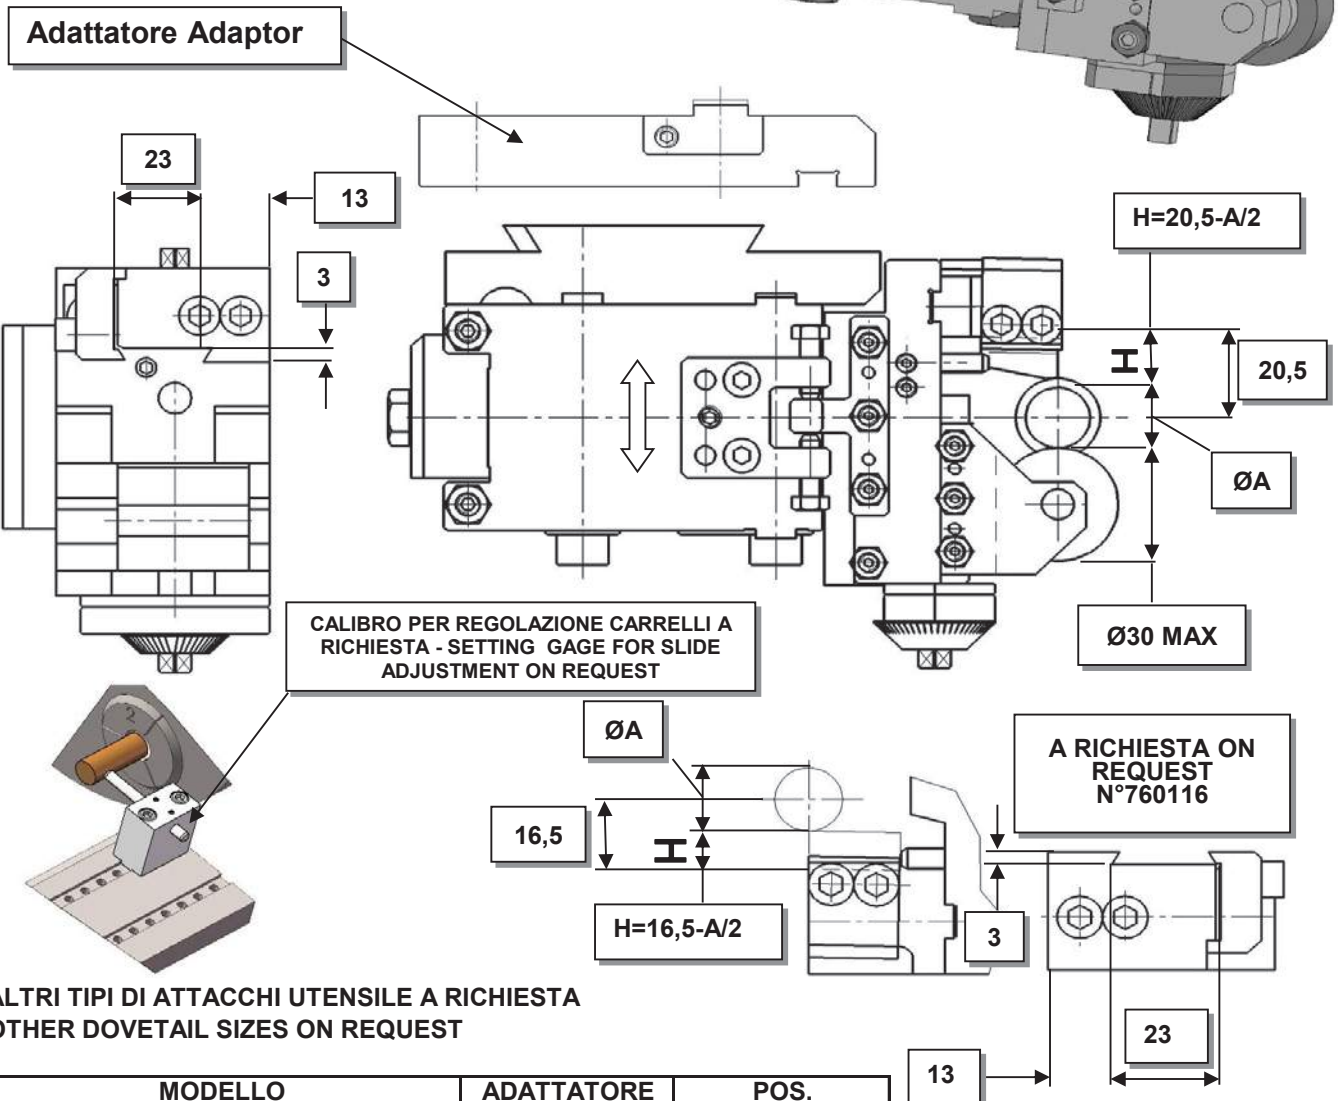 Adattatore Adaptor
23
13
3
H=20,5-A/2
H
20,5
ØA
Ø30 MAX
CALIBRO PER REGOLAZIONE CARRELLI A
RICHIESTA - SETTING GAGE FOR SLIDE
ADJUSTMENT ON REQUEST
2
ØA
16,5
H
H=16,5-A/2
A RICHIESTA ON
REQUEST
N°760116
3
23
13
ALTRI TIPI DI ATTACCHI UTENSILE A RICHIESTA
OTHER DOVETAIL SIZES ON REQUEST
MODELLO ADATTATORE POS.